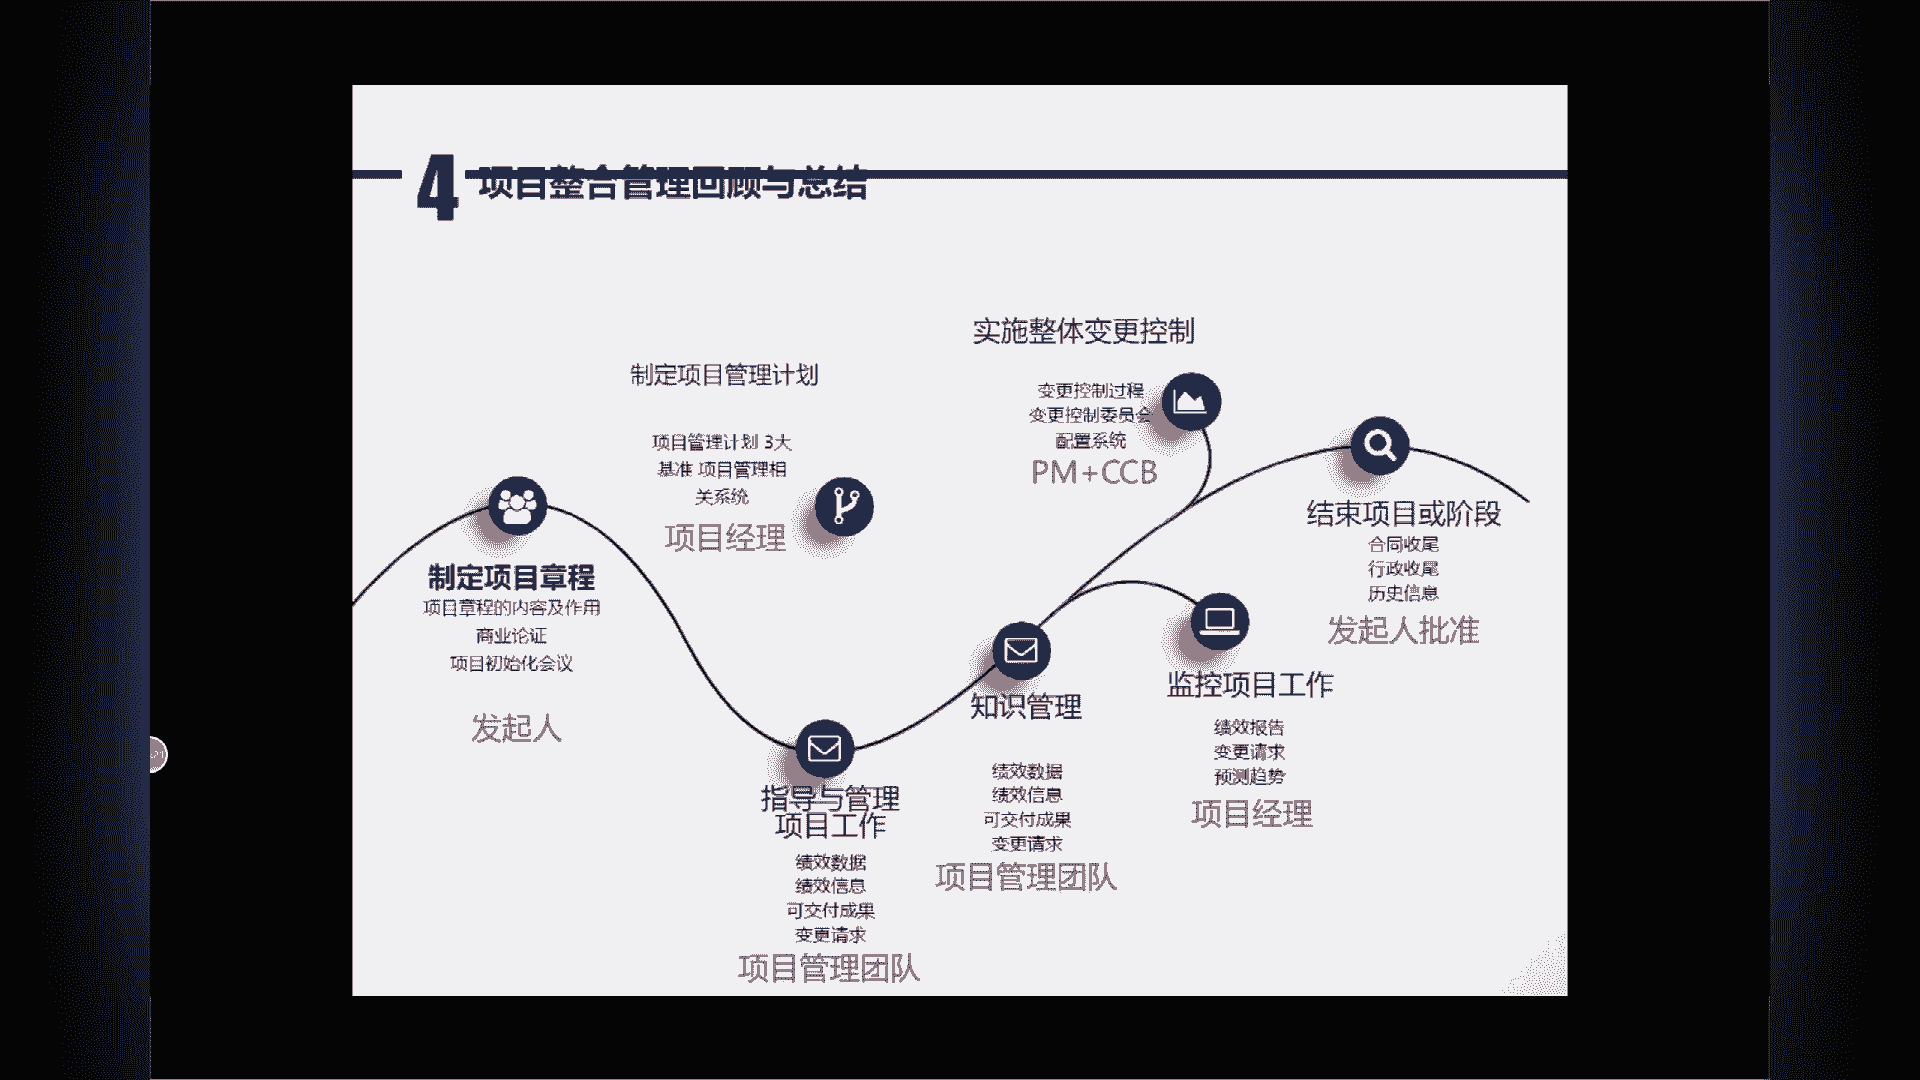 4 项目整合管理回顾与总结
制定项目章程
项目章程的内容及作用
商业论证
项目初始化会议
发起人
制定项目管理计划
项目管理计划 3大
基准 项目管理相
关系统
项目经理
指导与管理
项目工作
绩效数据
绩效信息
可交付成果
变更请求
项目管理团队
知识管理
绩效数据
绩效信息
可交付成果
变更请求
项目管理团队
实施整体变更控制
变更控制过程
变更控制委员会
配置系统
PM+CCB
监控项目工作
绩效报告
变更请求
预测趋势
项目经理
结束项目或阶段
合同收尾
行政收尾
历史信息
发起人批准